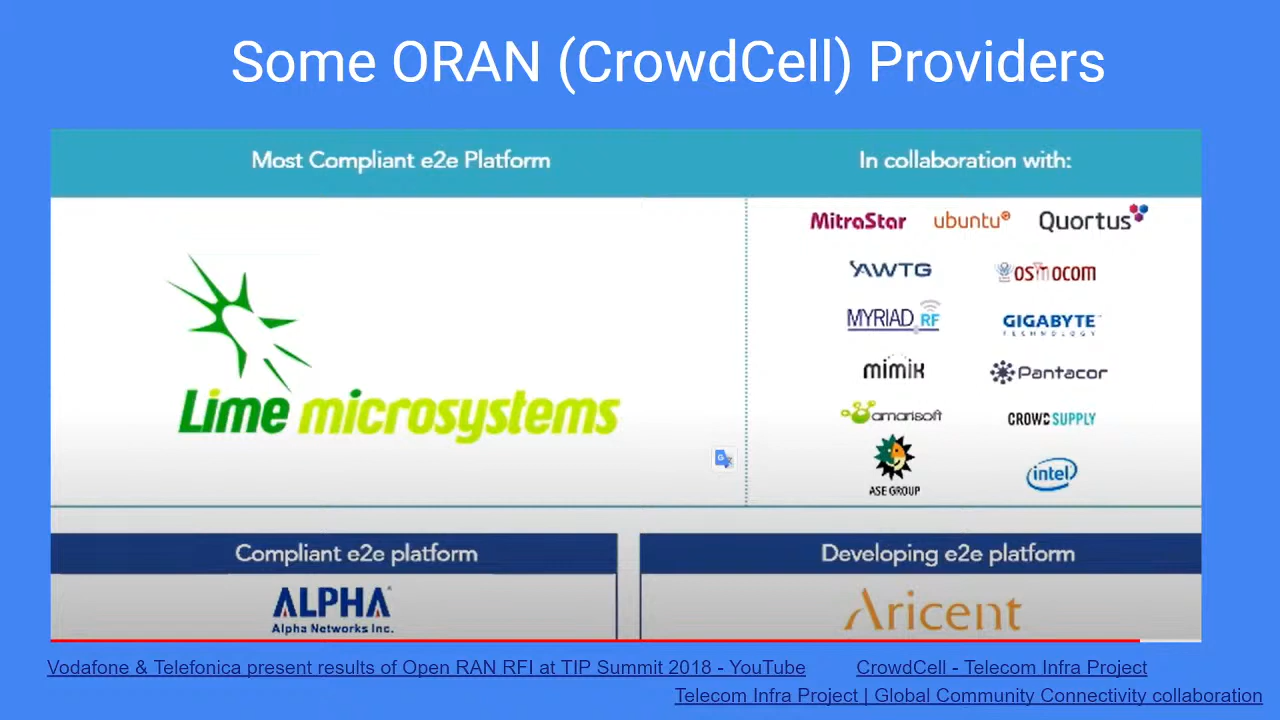 Some ORAN (CrowdCell) Providers
Most Compliant e2e Platform
In collaboration with:
Lime microsystems
MitraStar ubuntu Quortus
AWTG OSMOCOM
MYRIAD RF GIGABYTE
TECHNOLOGY
mimik Pantacor
amarisoft CROWD SUPPLY
ASE GROUP intel
Compliant e2e platform
Developing e2e platform
ALPHA
Alpha Networks Inc.
Aricent
Vodafone & Telefonica present results of Open RAN RFI at TIP Summit 2018 - YouTube
CrowdCell - Telecom Infra Project
Telecom Infra Project | Global Community Connectivity collaboration